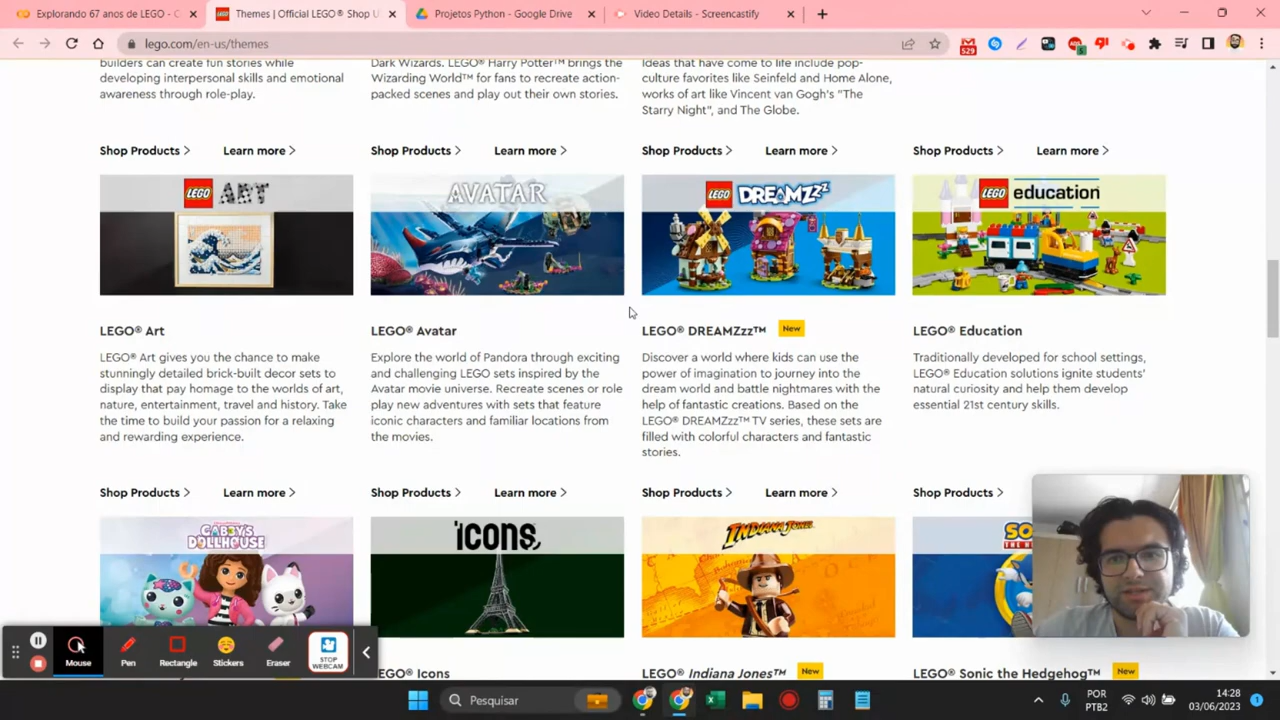 Explorando 67 anos de LEGO - C
Themes | Official LEGO® Shop U
Projetos Python - Google Drive
Video Details - Screencastify
lego.com/en-us/themes
529
5
builders can create fun stories while
developing interpersonal skills and emotional
awareness through role-play.
Dark Wizards. LEGO® Harry Potter™ brings the
Wizarding World™ for fans to recreate action-
packed scenes and play out their own stories.
Ideas that have come to life include pop-
culture favorites like Seinfeld and Home Alone,
works of art like Vincent van Gogh's "The
Starry Night", and The Globe.
Shop Products
Learn more
Shop Products
Learn more
Shop Products
Learn more
Shop Products
Learn more
LEGO ART
AVATAR
LEGO DREAMZzz
LEGO education
LEGO® Art
LEGO® Art gives you the chance to make
stunningly detailed brick-built decor sets to
display that pay homage to the worlds of art,
nature, entertainment, travel and history. Take
the time to build your passion for a relaxing
and rewarding experience.
LEGO® Avatar
Explore the world of Pandora through exciting
and challenging LEGO sets inspired by the
Avatar movie universe. Recreate scenes or role
play new adventures with sets that feature
iconic characters and familiar locations from
the movies.
LEGO® DREAMZzz™ New
Discover a world where kids can use the
power of imagination to journey into the
dream world and battle nightmares with the
help of fantastic creations. Based on the
LEGO® DREAMZzz™ TV series, these sets are
filled with colorful characters and fantastic
stories.
LEGO® Education
Traditionally developed for school settings,
LEGO® Education solutions ignite students'
natural curiosity and help them develop
essential 21st century skills.
Shop Products
Learn more
Shop Products
Learn more
Shop Products
Learn more
Shop Products
GABBY'S
DOLLHOUSE
icons
INDIANA JONES
SO
THE H
LEGO® Icons
LEGO® Indiana Jones™ New
LEGO® Sonic the Hedgehog™ New
Mouse
Pen
Rectangle
Stickers
Eraser
STOP
WEBCAM
Pesquisar
POR
PTB2
14:28
03/06/2023
1